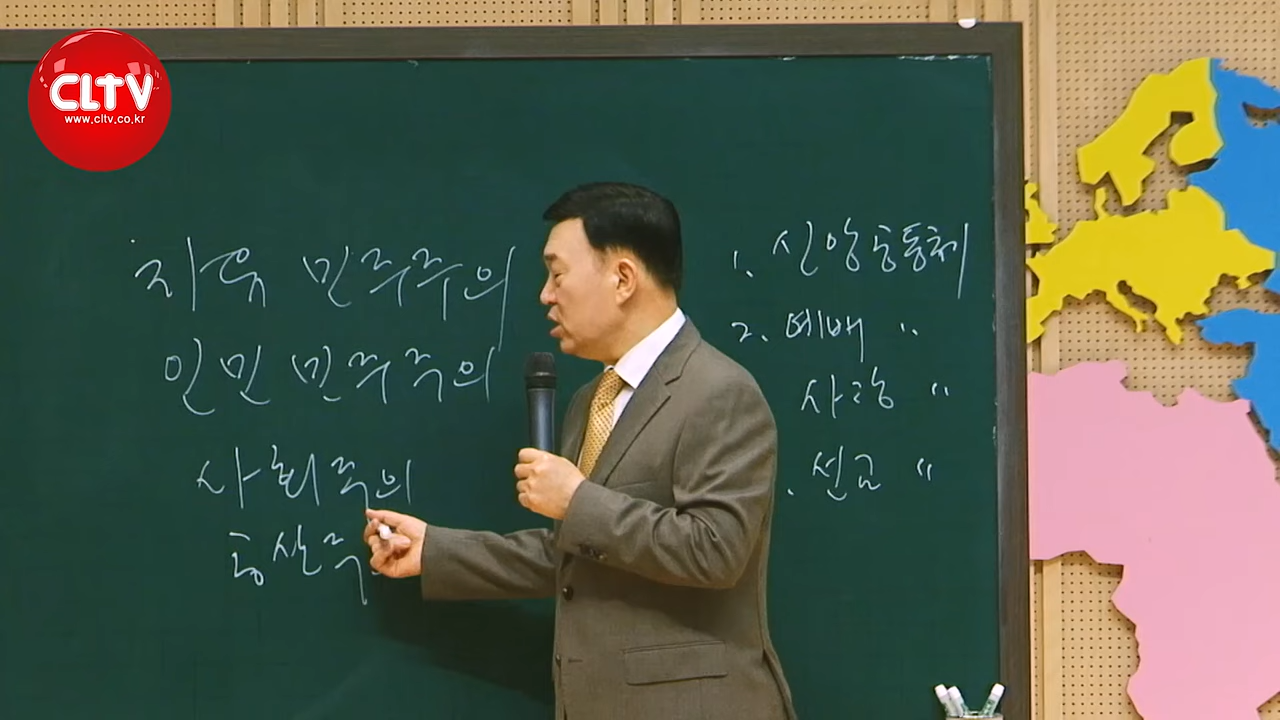 CLTV
www.cltv.co.kr
자유 민주주의
인민 민주주의
사회주의
공산주
1. 신앙공동체
2. 예배 〃
사랑 〃
. 선교 〃